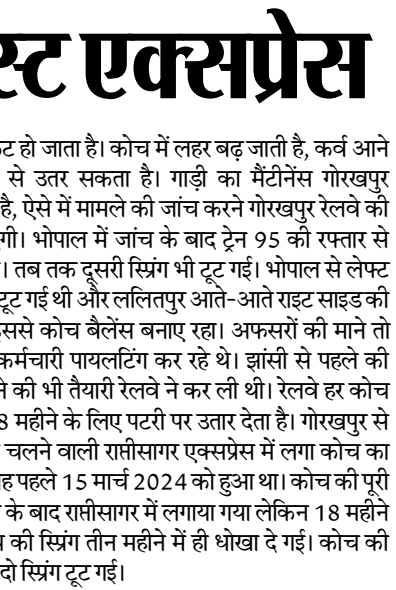 एक्सप्रेस
हो जाता है। कोच में लहर बढ़ जाती है, कर्व आने
से उतर सकता है। गाड़ी का मैंटीनेंस गोरखपुर
है, ऐसे में मामले की जांच करने गोरखपुर रेलवे की
भोपाल में जांच के बाद ट्रेन 95 की रफ्तार से
। तब तक दूसरी स्प्रिंग भी टूट गई। भोपाल से लेफ्ट
टूट गई थी और ललितपुर आते-आते राइट साइड की
कोच बैलेंस बनाए रहा। अफसरों की माने तो
कर्मचारी पायलटिंग कर रहे थे। झांसी से पहले की
की भी तैयारी रेलवे ने कर ली थी। रेलवे हर कोच
8 महीने के लिए पटरी पर उतार देता है। गोरखपुर से
चलने वाली राप्तीसागर एक्सप्रेस में लगा कोच का
पहले 15 मार्च 2024 को हुआ था। कोच की पूरी
के बाद राप्तीसागर में लगाया गया लेकिन 18 महीने
की स्प्रिंग तीन महीने में ही धोखा दे गई। कोच की
दो स्प्रिंग टूट गई।